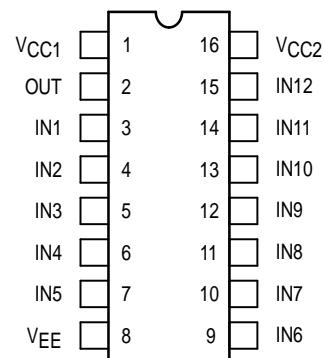 VCC1 1 16 VCC2
OUT 2 15 IN12
IN1 3 14 IN11
IN2 4 13 IN10
IN3 5 12 IN9
IN4 6 11 IN8
IN5 7 10 IN7
VEE 8 9 IN6